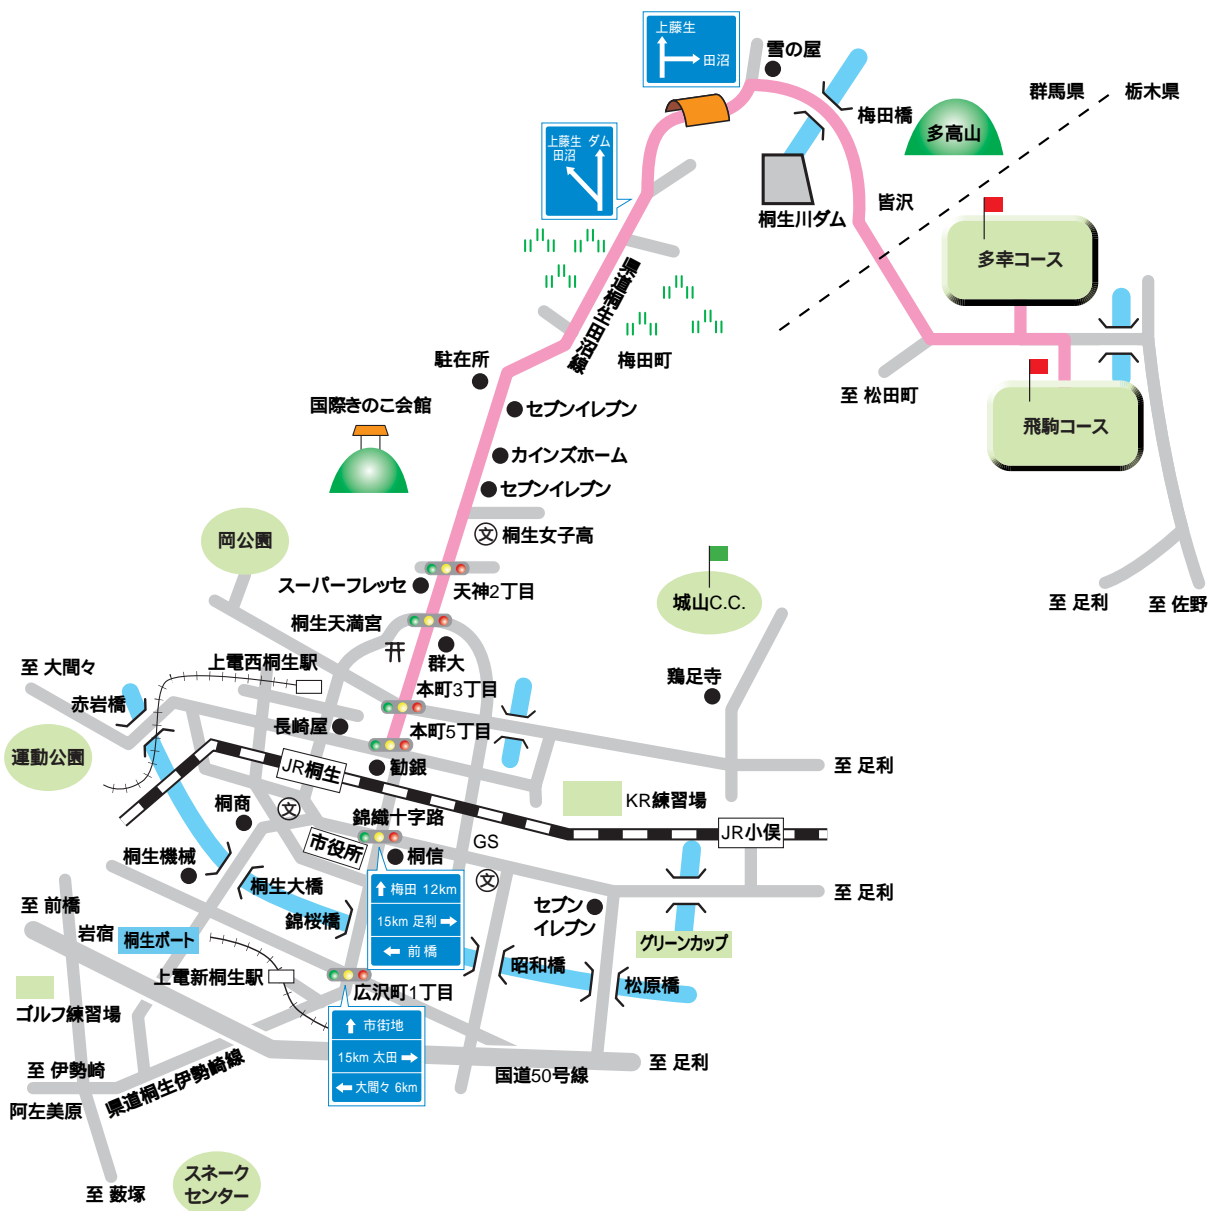 上藤生
田沼
雪の屋
梅田橋
群馬県
栃木県
多高山
上藤生 ダム
田沼
皆沢
桐生川ダム
多幸コース
県道桐生田沼線
梅田町
駐在所
至 松田町
飛駒コース
国際きのこ会館
セブンイレブン
カインズホーム
セブンイレブン
文 桐生女子高
岡公園
スーパーフレッセ
天神2丁目
城山C.C.
至 足利
至 佐野
桐生天満宮
群大
至 大間々
上電西桐生駅
本町3丁目
鶏足寺
赤岩橋
長崎屋
本町5丁目
運動公園
JR桐生
勧銀
至 足利
KR練習場
桐商
文
錦織十字路
JR小俣
市役所
桐信
GS
桐生機械
文
桐生大橋
梅田 12km
15km 足利
前橋
セブン
イレブン
至 足利
至 前橋
岩宿
桐生ボート
錦桜橋
グリーンカップ
上電新桐生駅
昭和橋
松原橋
広沢町1丁目
ゴルフ練習場
市街地
15km 太田
大間々 6km
至 伊勢崎
県道桐生伊勢崎線
国道50号線
至 足利
阿左美原
至 薮塚
スネーク
センター